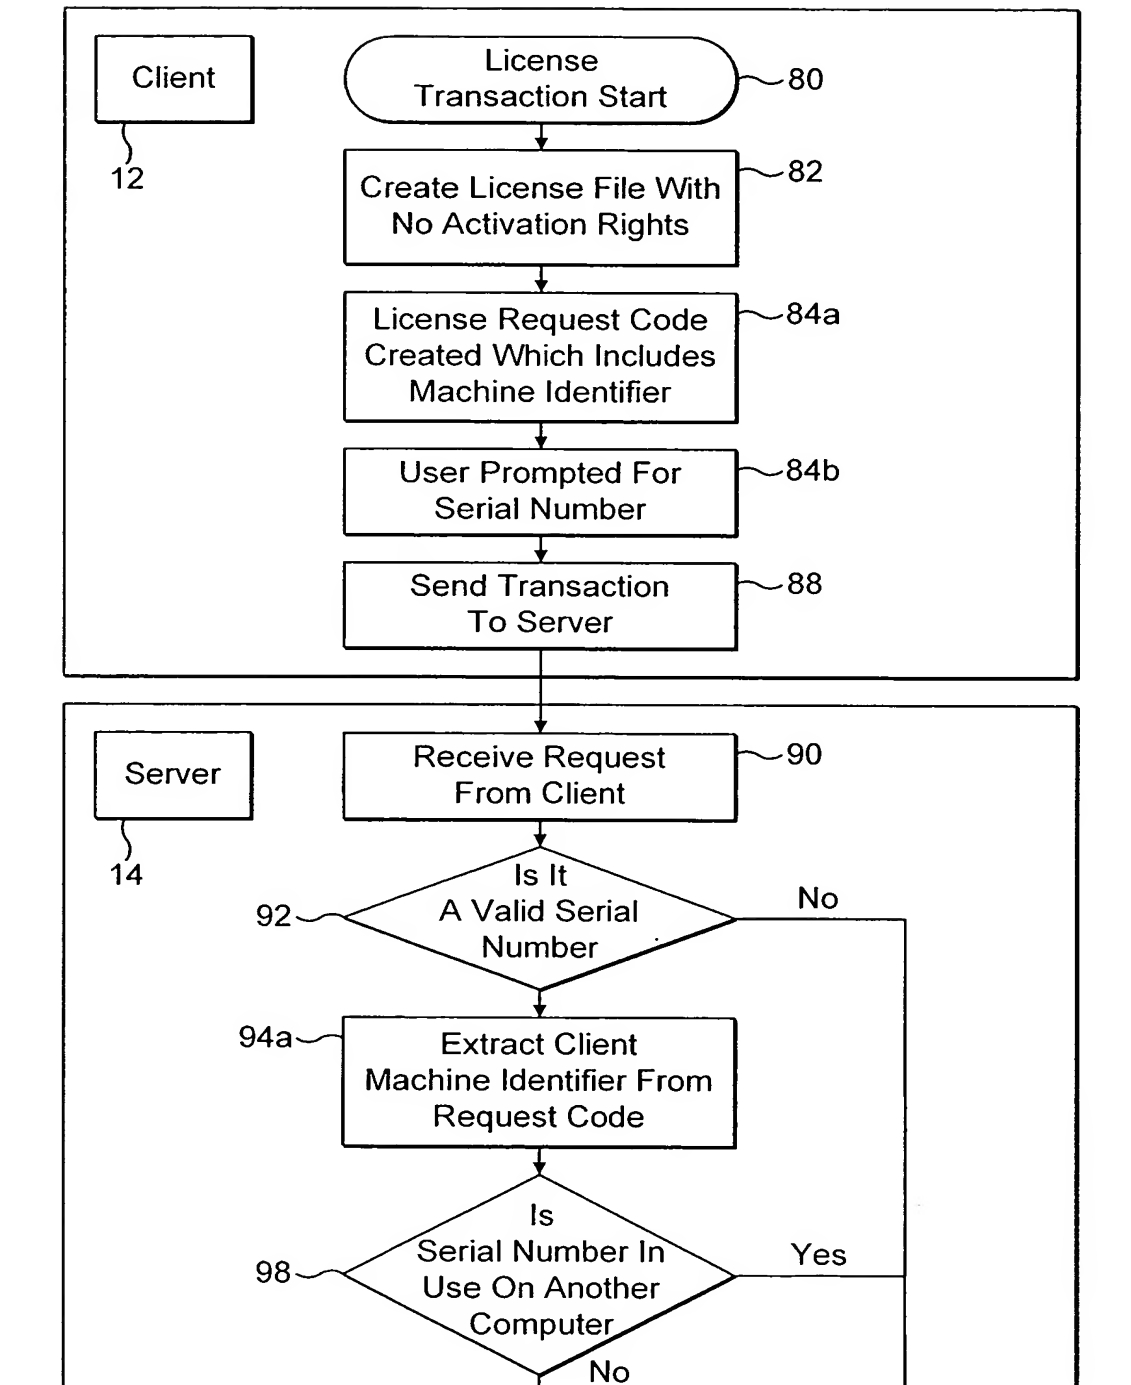 Client
12
License
Transaction Start
80
Create License File With
No Activation Rights
82
License Request Code
Created Which Includes
Machine Identifier
84a
User Prompted For
Serial Number
84b
Send Transaction
To Server
88
Server
14
Receive Request
From Client
90
Is It
A Valid Serial
Number
92
No
94a
Extract Client
Machine Identifier From
Request Code
Is
Serial Number In
Use On Another
Computer
98
Yes
No